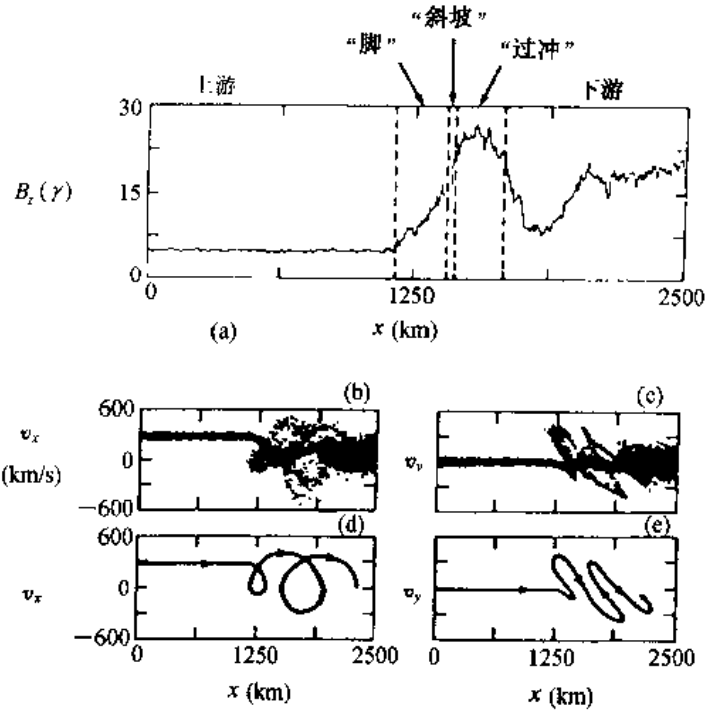 “斜坡”
“脚” “过冲”
上游 下游
30
15
0
B_z (γ)
0 1250 2500
(a) x (km)
(b) (c)
600
v_x 0 v_y
(km/s)
−600
(d) (e)
600
v_x 0 v_y
−600
0 1250 2500 0 1250 2500
x (km) x (km)